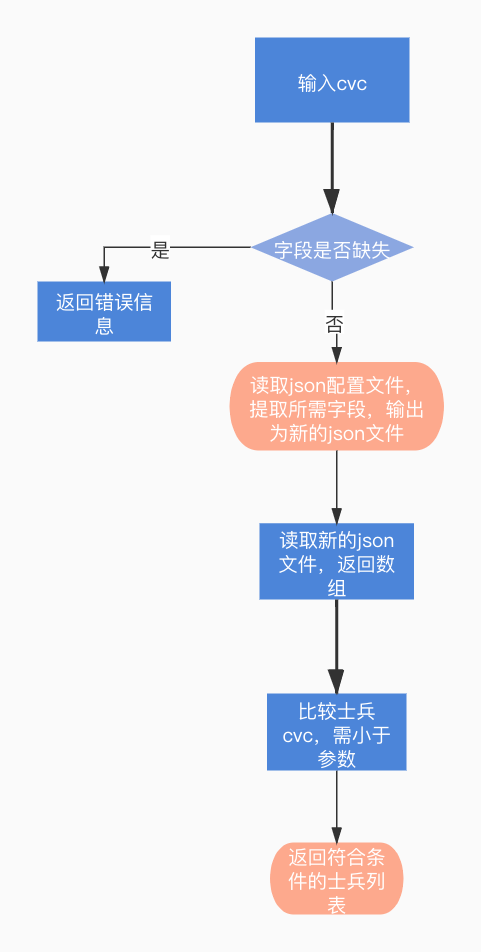 输入cvc
字段是否缺失
是
返回错误信
息
否
读取json配置文件，
提取所需字段，输出
为新的json文件
读取新的json
文件，返回数
组
比较士兵
cvc，需小于
参数
返回符合条
件的士兵列
表